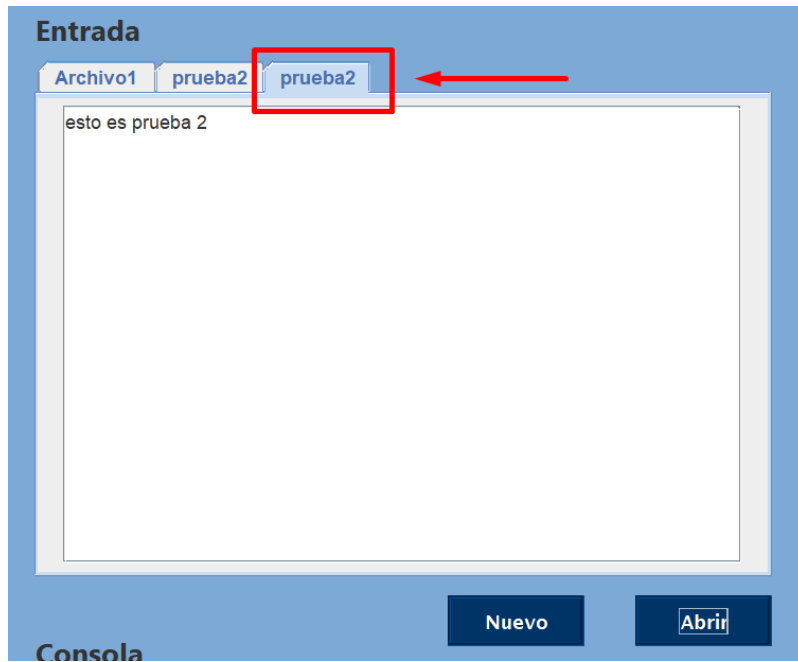 Entrada
Archivo1 prueba2 prueba2
esto es prueba 2
Nuevo Abrir
Consola